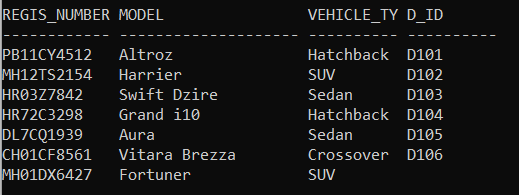 REGIS_NUMBER MODEL VEHICLE_TY D_ID
------------ -------------------- ---------- ----------
PB11CY4512 Altroz Hatchback D101
MH12TS2154 Harrier SUV D102
HR03Z7842 Swift Dzire Sedan D103
HR72C3298 Grand i10 Hatchback D104
DL7CQ1939 Aura Sedan D105
CH01CF8561 Vitara Brezza Crossover D106
MH01DX6427 Fortuner SUV